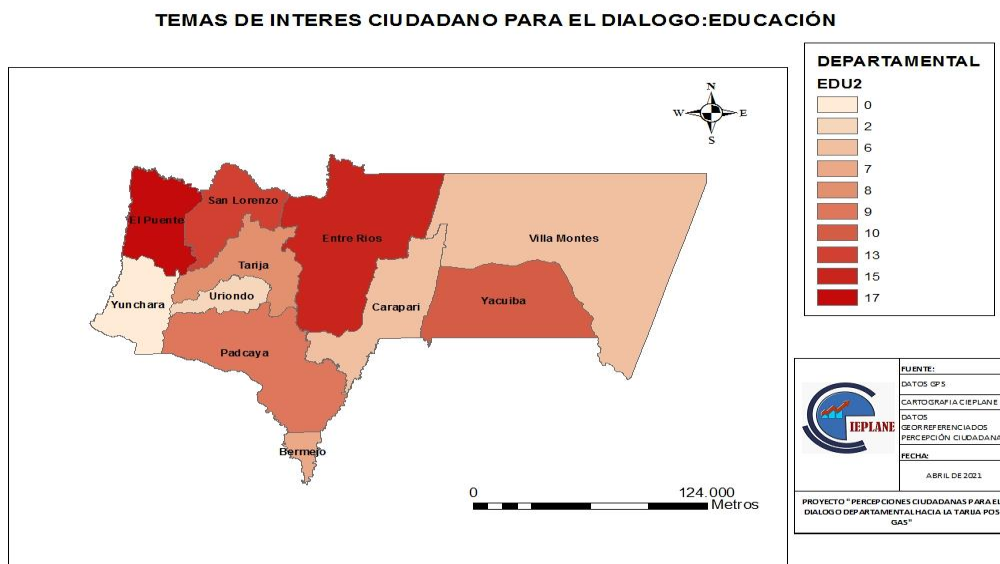 TEMAS DE INTERES CIUDADANO PARA EL DIALOGO:EDUCACIÓN
N
W E
S
El Puente
San Lorenzo
Entre Rios
Villa Montes
Tarija
Yunchara
Uriondo
Carapari
Yacuiba
Padcaya
Bermejo
0 124.000
Metros
DEPARTAMENTAL
EDU2
0
2
6
7
8
9
10
13
15
17
IEPLANE
FUENTE:
DATOS GPS
CARTOGRAFIA CIEPLANE
DATOS
GEORREFERENCIADOS
PERCEPCIÓN CIUDADANA
FECHA:
ABRIL DE 2021
PROYECTO "PERCEPCIONES CIUDADANAS PARA EL
DIALOGO DEPARTAMENTAL HACIA LA TARIJA POS
GAS"